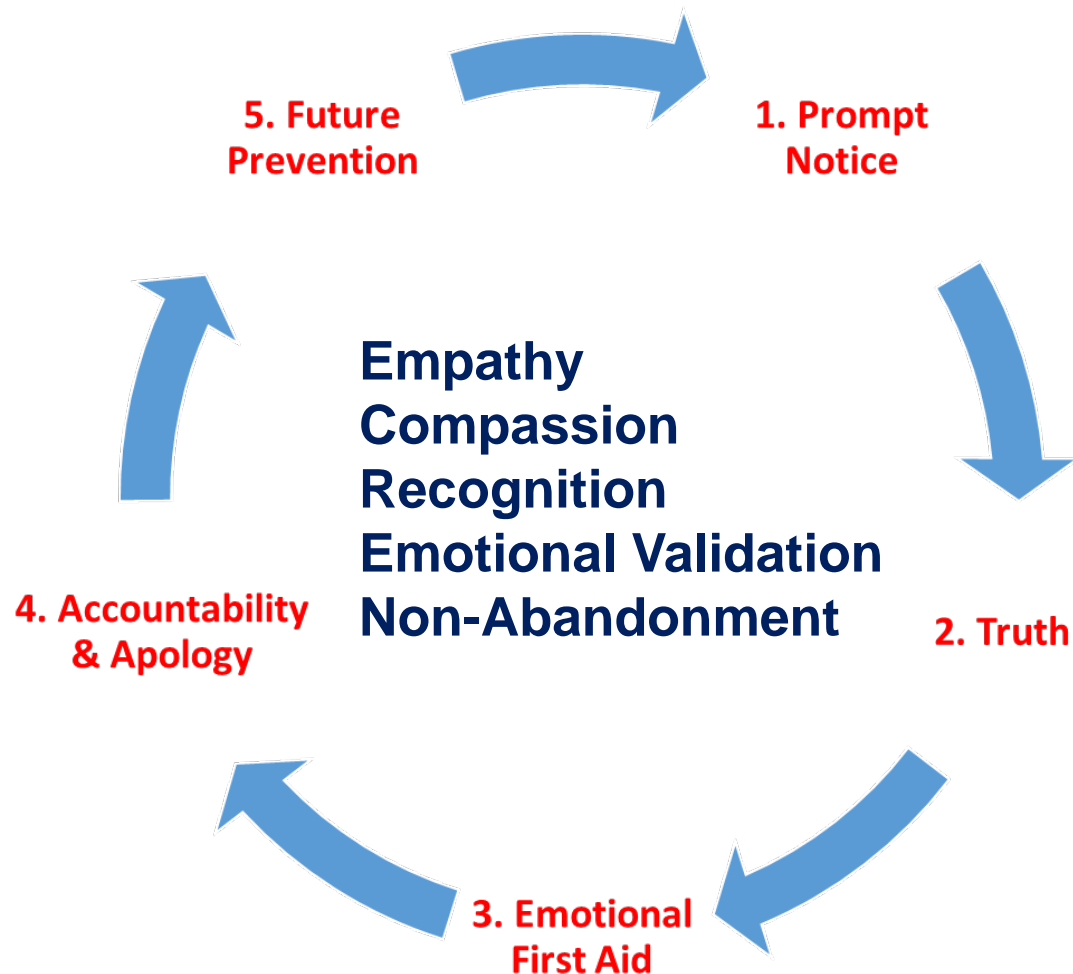 1. Prompt
Notice
2. Truth
3. Emotional
First Aid
4. Accountability
& Apology
5. Future
Prevention
Empathy
Compassion
Recognition
Emotional Validation
Non-Abandonment